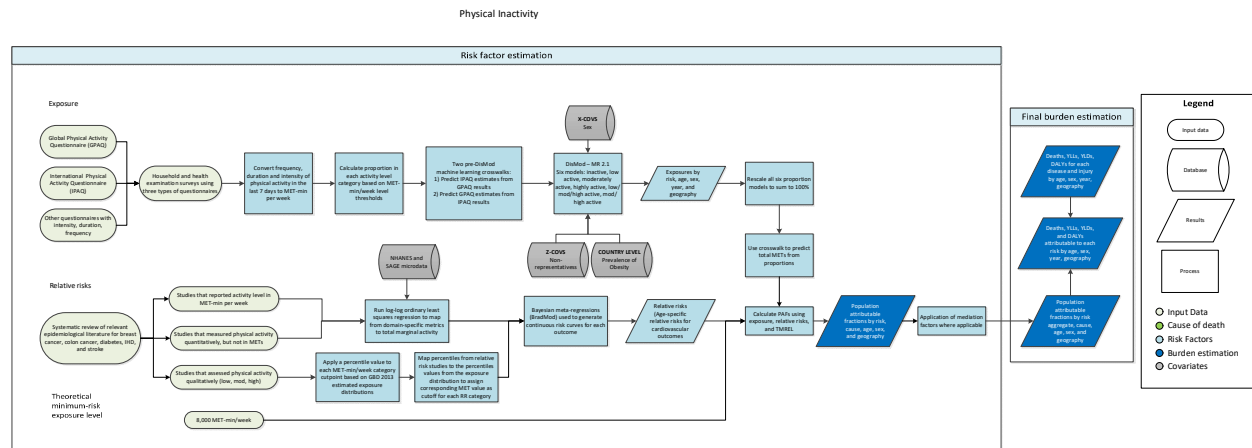 Physical Inactivity
Risk factor estimation
Exposure
Global Physical Activity
Questionnaire (GPAQ)
International Physical
Activity Questionnaire
(IPAQ)
Other questionnaires with
intensity, duration,
frequency
Household and health
examination surveys using
three types of questionnaires
Convert frequency,
duration and intensity of
physical activity in the
last 7 days to MET-min
per week
Calculate proportion in
each activity level
category based on MET-
min/week level
thresholds
Two pre-DisMod
machine learning crosswalks:
1) Predict IPAQ estimates from
GPAQ results
2) Predict GPAQ estimates from
IPAQ results
X-COVS
Sex
DisMod – MR 2.1
Six models: inactive, low
active, moderately
active, highly active, low/
mod/high active, mod/
high active
Z-COVS
Non-
representativeness
COUNTRY LEVEL
Prevalence of
Obesity
Exposures by
risk, age, sex,
year, and
geography
Rescale all six proportion
models to sum to 100%
Use crosswalk to predict
total METs from
proportions
Relative risks
Systematic review of relevant
epidemiological literature for breast
cancer, colon cancer, diabetes, IHD,
and stroke
Studies that reported activity level in
MET-min per week
Studies that measured physical activity
quantitatively, but not in METs
Studies that assessed physical activity
qualitatively (low, mod, high)
NHANES and
SAGE microdata
Run log-log ordinary least
squares regression to map
from domain-specific metrics
to total marginal activity
Apply a percentile value to
each MET-min/week category
cutpoint based on GBD 2013
estimated exposure
distributions
Map percentiles from relative
risk studies to the percentiles
values from the exposure
distribution to assign
corresponding MET value as
cutoff for each RR category
Bayesian meta-regressions
(BradMod) used to generate
continuous risk curves for each
outcome
Relative risks
(Age-specific
relative risks for
cardiovascular
outcomes
Calculate PAFs using
exposure, relative risks,
and TMREL
Population
attributable
fractions by risk,
cause, age, sex,
and geography
Application of mediation
factors where applicable
Theoretical
minimum-risk
exposure level
8,000 MET-min/week
Final burden estimation
Deaths, YLLs, YLDs,
DALYs for each
disease and injury by
age, sex, year,
geography
Deaths, YLLs, YLDs,
and DALYs
attributable to each
risk by age, sex,
year, geography
Population
attributable
fractions by risk
aggregate, cause,
age, sex, and
geography
Legend
Input data
Database
Results
Process
Input Data
Cause of death
Risk Factors
Burden estimation
Covariates